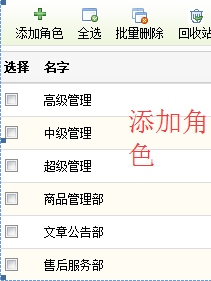 添加角色 全选 批量删除 回收站
选择 名字
高级管理
中级管理
添加角
色
超级管理
商品管理部
文章公告部
售后服务部